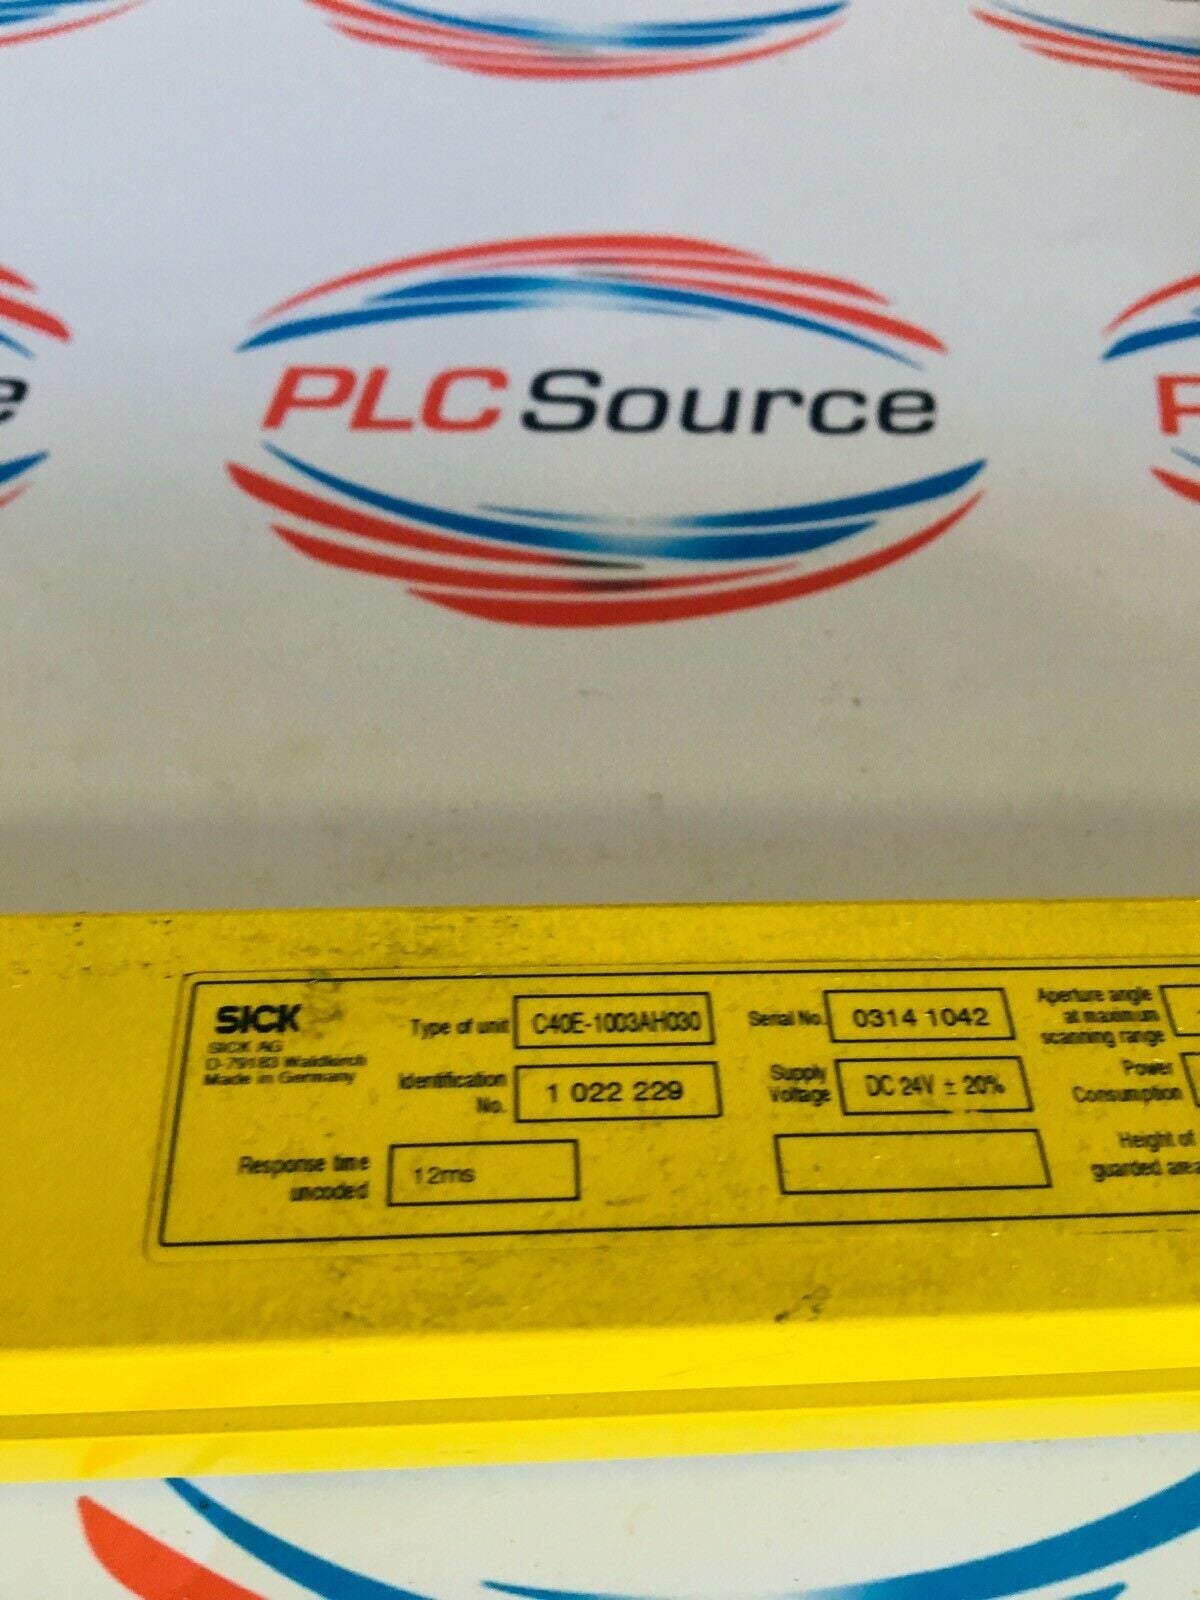 PLC Source
e
P
SICK
SICK AG
D-79183 Waldkirch
Made in Germany
Type of unit C40E-1003AH030
Identification No. 1 022 229
Response time uncoded 12ms
Serial No. 0314 1042
Supply Voltage DC 24V ± 20%
Aperture angle
at maximum
scanning range
Power
Consumption
Height of
guarded area